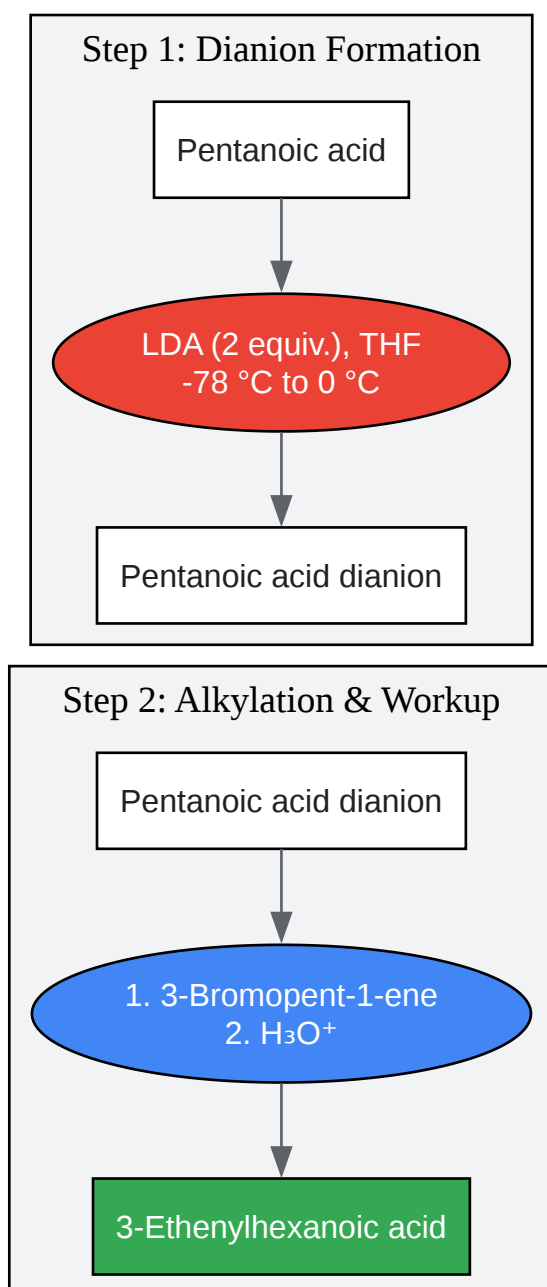 Step 1: Dianion Formation
Pentanoic acid
LDA (2 equiv.), THF
-78 °C to 0 °C
Pentanoic acid dianion
Step 2: Alkylation & Workup
Pentanoic acid dianion
1. 3-Bromopent-1-ene
2. H₃O⁺
3-Ethenylhexanoic acid